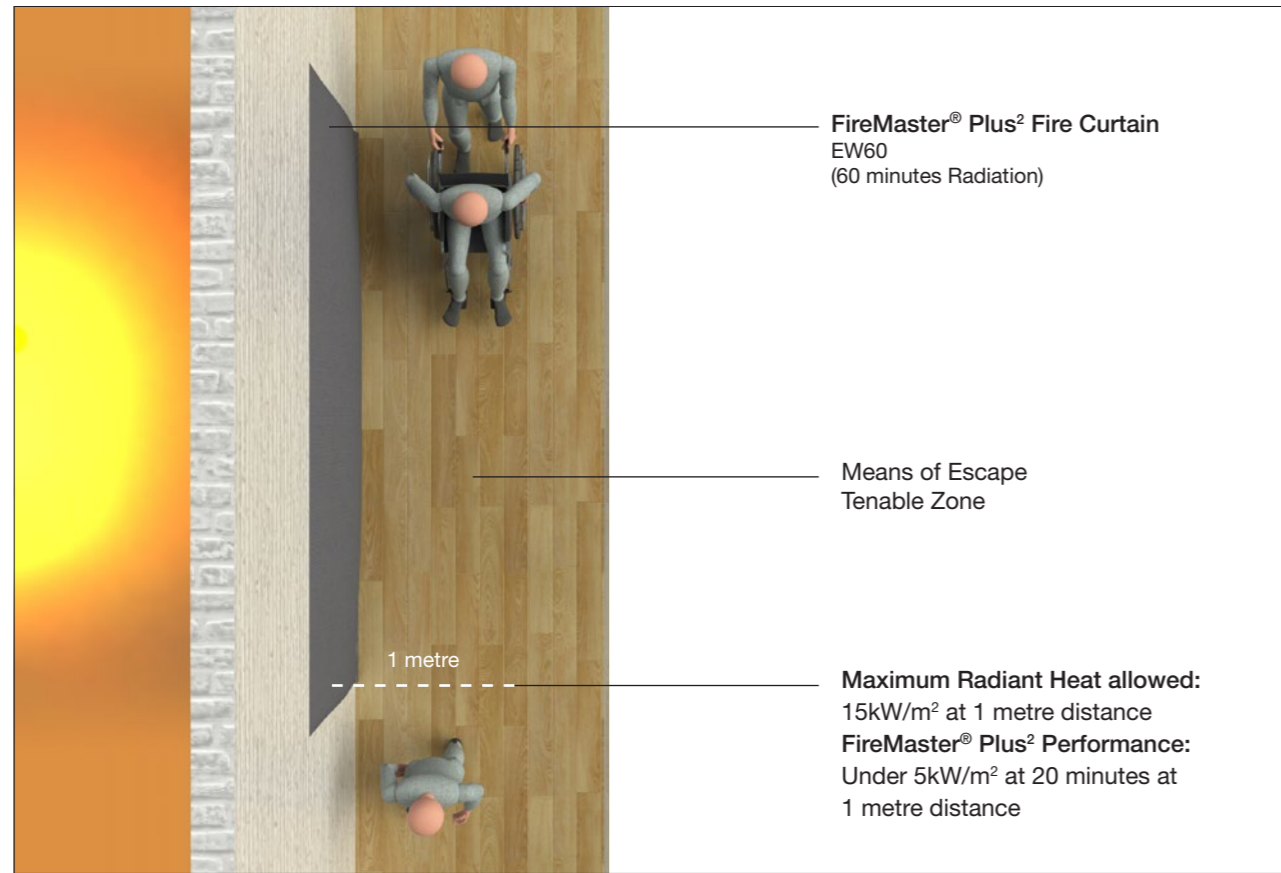 FireMaster® Plus² Fire Curtain
EW60
(60 minutes Radiation)
Means of Escape
Tenable Zone
1 metre
Maximum Radiant Heat allowed:
15kW/m² at 1 metre distance
FireMaster® Plus² Performance:
Under 5kW/m² at 20 minutes at
1 metre distance